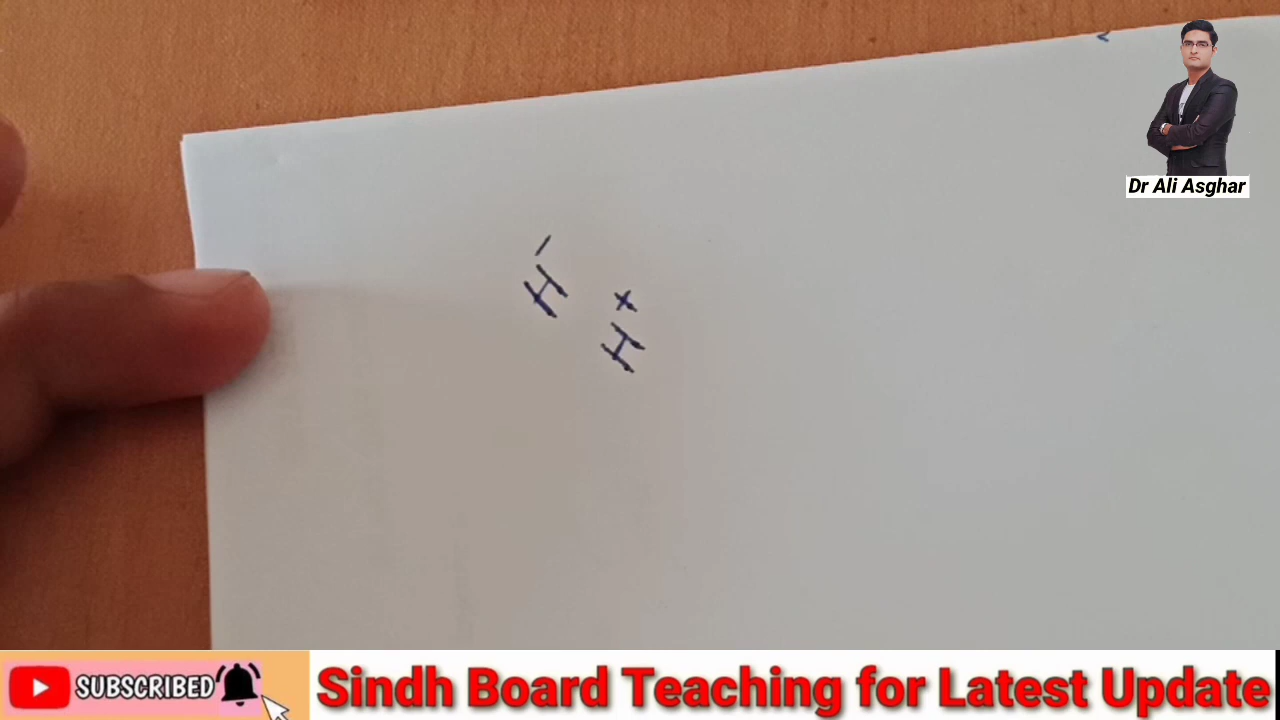 Dr Ali Asghar
H⁻
H⁺
SUBSCRIBED
Sindh Board Teaching for Latest Update